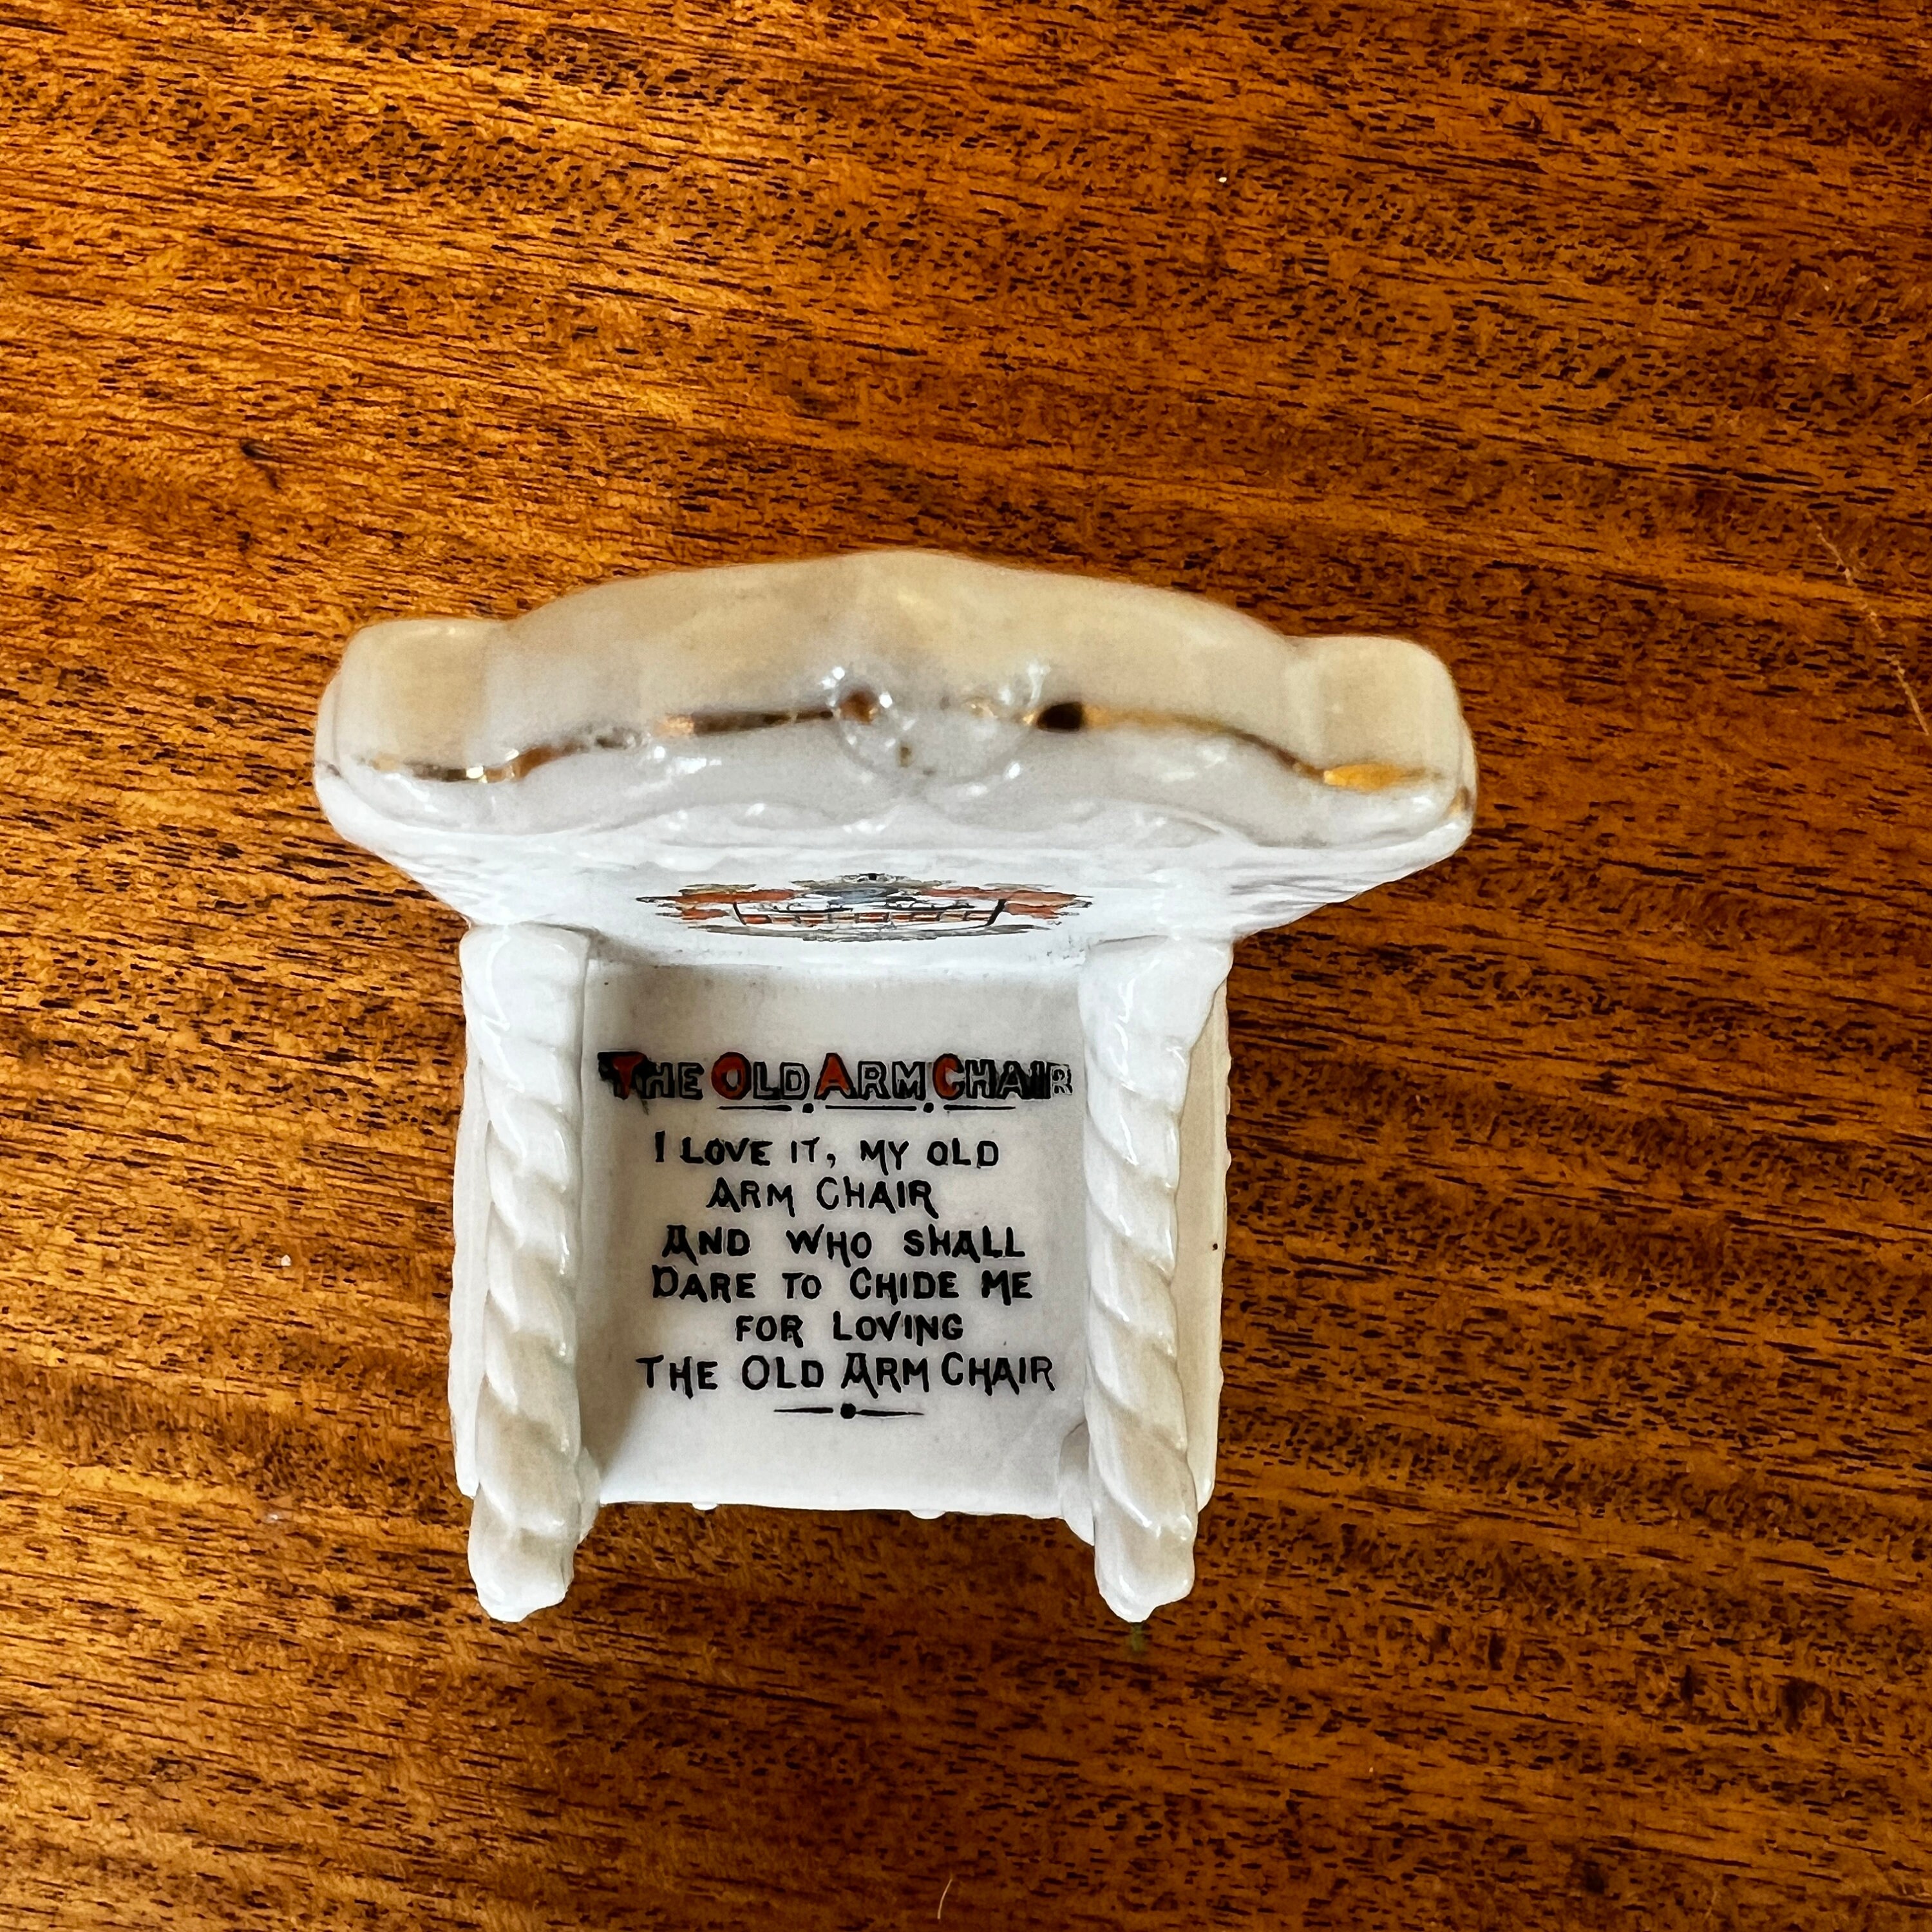 THE OLD ARM CHAIR
I LOVE IT, MY OLD
ARM CHAIR
AND WHO SHALL
DARE TO CHIDE ME
FOR LOVING
THE OLD ARM CHAIR